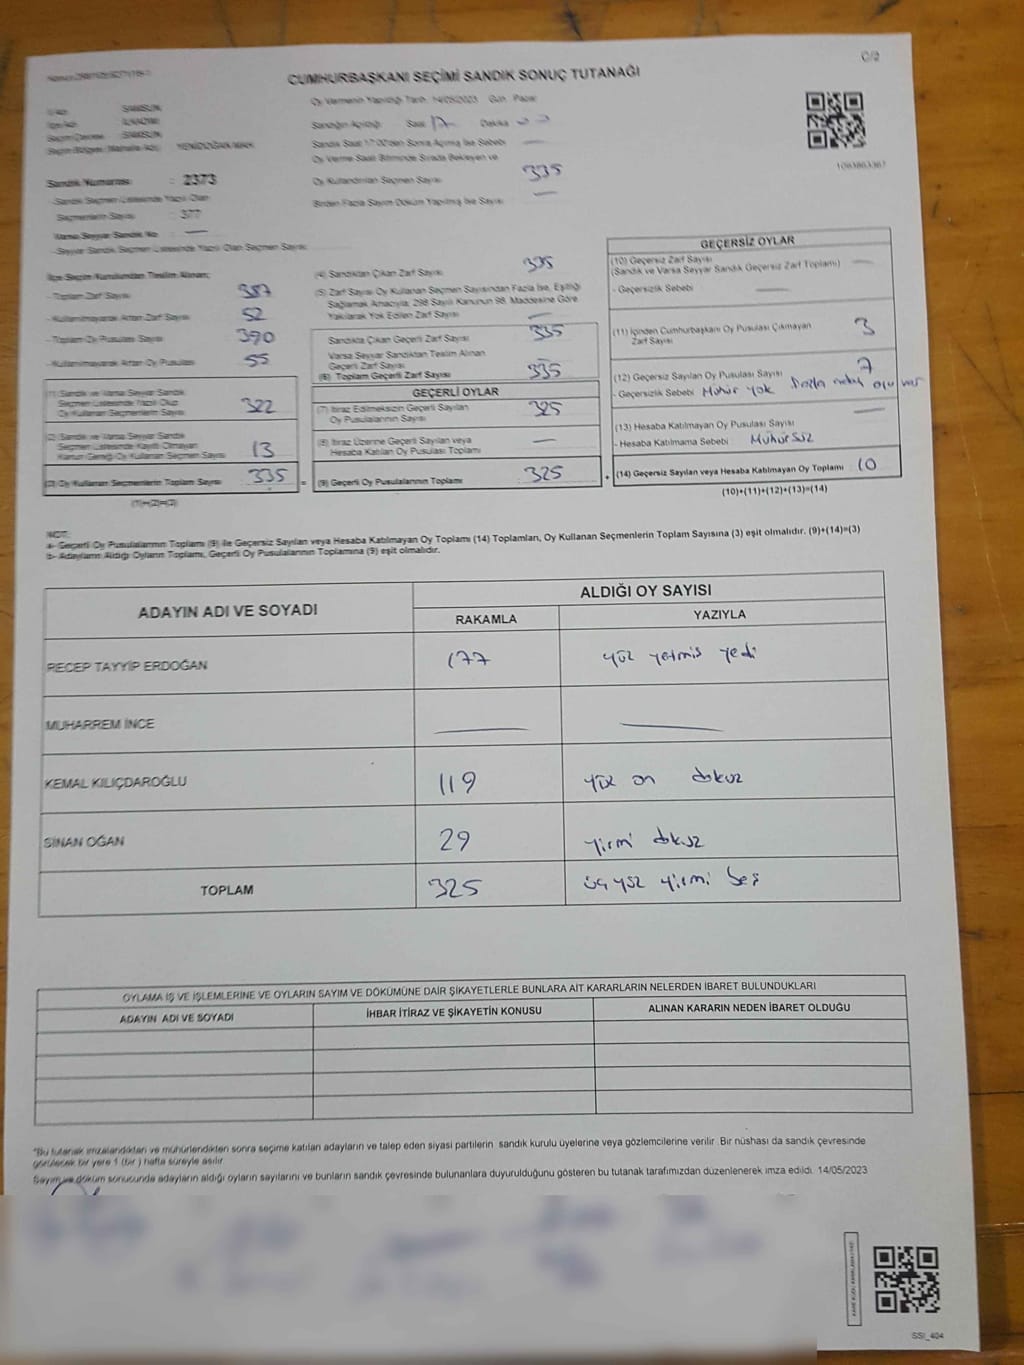 C/2
CUMHURBAŞKANI SEÇİMİ SANDIK SONUÇ TUTANAĞI
Oy Vermenin Yapıldığı Tarih: 14/05/2023 Gün: Pazar
İl Adı : SAMSUN
İlçe Adı : İLKADIM
Seçim Çevresi : SAMSUN
Sandığın Açıldığı Saat 17 Dakika
Sandık Saat 17:00'den Sonra Açılmış İse Sebebi —
Oy Verme Saati Bitiminde Sırada Bekleyen ve
Oy Kullandırılan Seçmen Sayısı 335
Birden Fazla Sayım Döküm Yapılmış İse Sayısı —
1093863367
Sandık Numarası : 2373
- Sandık Seçmen Listesinde Yazılı Olan
Seçmenlerin Sayısı : 377
Varsa Seyyar Sandık No : —
- Seyyar Sandık Seçmen Listesinde Yazılı Olan Seçmen Sayısı:
İlçe Seçim Kurulundan Teslim Alınan;
- Toplam Zarf Sayısı 387
- Kullanılmayarak Artan Zarf Sayısı 52
- Toplam Oy Pusulası Sayısı 390
- Kullanılmayarak Artan Oy Pusulası 55
(1) Sandık ve Varsa Seyyar Sandık
Seçmen Listesinde Yazılı Olup
Oy Kullanan Seçmenlerin Sayısı 322
(2) Sandık ve Varsa Seyyar Sandık
Seçmen Listesinde Kayıtlı Olmayan
Kanun Gereği Oy Kullanan Seçmen Sayısı 13
(3) Oy Kullanan Seçmenlerin Toplam Sayısı 335 =
(1)+(2)=(3)
(4) Sandıktan Çıkan Zarf Sayısı 335
(5) Zarf Sayısı Oy Kullanan Seçmen Sayısından Fazla İse, Eşitliği
Sağlamak Amacıyla, 298 Sayılı Kanunun 98. Maddesine Göre
Yakılarak Yok Edilen Zarf Sayısı —
Sandıkta Çıkan Geçerli Zarf Sayısı 335
Varsa Seyyar Sandıktan Teslim Alınan
Geçerli Zarf Sayısı —
(6) Toplam Geçerli Zarf Sayısı 335
GEÇERLİ OYLAR
(7) İtiraz Edilmeksizin Geçerli Sayılan
Oy Pusulalarının Sayısı 325
(8) İtiraz Üzerine Geçerli Sayılan veya
Hesaba Katılan Oy Pusulası Toplamı —
(9) Geçerli Oy Pusulalarının Toplamı 325 +
GEÇERSİZ OYLAR
(10) Geçersiz Zarf Sayısı
(Sandık ve Varsa Seyyar Sandık Geçersiz Zarf Toplamı) —
- Geçersizlik Sebebi —
(11) İçinden Cumhurbaşkanı Oy Pusulası Çıkmayan
Zarf Sayısı 3
(12) Geçersiz Sayılan Oy Pusulası Sayısı 7
- Geçersizlik Sebebi Mühür yok
(13) Hesaba Katılmayan Oy Pusulası Sayısı —
- Hesaba Katılmama Sebebi Mühürsüz
(14) Geçersiz Sayılan veya Hesaba Katılmayan Oy Toplamı 10
(10)+(11)+(12)+(13)=(14)
NOT:
a- Geçerli Oy Pusulalarının Toplamı (9) ile Geçersiz Sayılan veya Hesaba Katılmayan Oy Toplamı (14) Toplamları, Oy Kullanan Seçmenlerin Toplam Sayısına (3) eşit olmalıdır. (9)+(14)=(3)
b- Adayların Aldığı Oyların Toplamı, Geçerli Oy Pusulalarının Toplamına (9) eşit olmalıdır.
ADAYIN ADI VE SOYADI
ALDIĞI OY SAYISI
RAKAMLA YAZIYLA
RECEP TAYYİP ERDOĞAN 177 yüz yetmiş yedi
MUHARREM İNCE — —
KEMAL KILIÇDAROĞLU 119 yüz on dokuz
SİNAN OĞAN 29 yirmi dokuz
TOPLAM 325 üç yüz yirmi beş
OYLAMA İŞ VE İŞLEMLERİNE VE OYLARIN SAYIM VE DÖKÜMÜNE DAİR ŞİKAYETLERLE BUNLARA AİT KARARLARIN NELERDEN İBARET BULUNDUKLARI
ADAYIN ADI VE SOYADI İHBAR İTİRAZ VE ŞİKAYETİN KONUSU ALINAN KARARIN NEDEN İBARET OLDUĞU
*Bu tutanak imzalandıktan ve mühürlendikten sonra seçime katılan adayların ve talep eden siyasi partilerin sandık kurulu üyelerine veya gözlemcilerine verilir. Bir nüshası da sandık çevresinde
görülecek bir yere 1 (bir) hafta süreyle asılır.
Sayım ve döküm sonucunda adayların aldığı oyların sayılarını ve bunların sandık çevresinde bulunanlara duyurulduğunu gösteren bu tutanak tarafımızdan düzenlenerek imza edildi. 14/05/2023
SSI_404